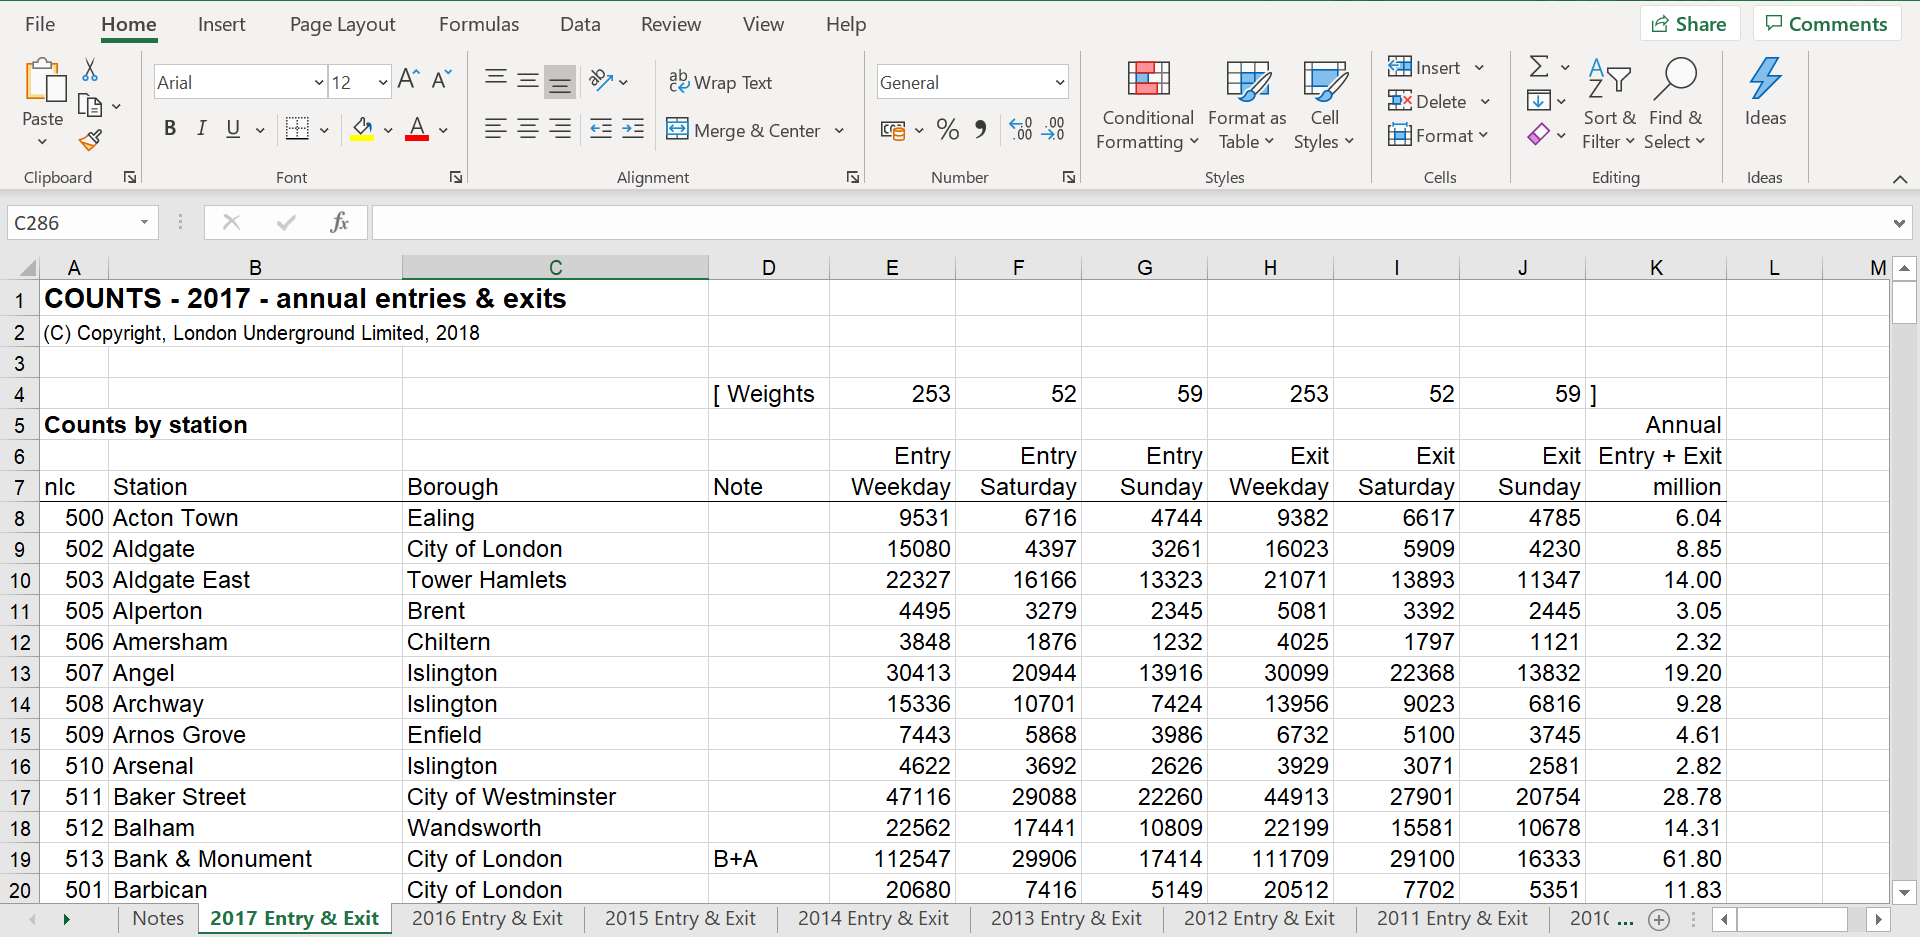 File Home Insert Page Layout Formulas Data Review View Help Share Comments
Paste
Clipboard
Arial 12
B I U A
Font
ab Wrap Text
Merge & Center
Alignment
General
% .00 .00
Number
Conditional Formatting
Format as Table
Cell Styles
Styles
Insert
Delete
Format
Cells
Sort & Filter
Find & Select
Editing
Ideas
Ideas
C286 fx
A B C D E F G H I J K L M
1 COUNTS - 2017 - annual entries & exits
2 (C) Copyright, London Underground Limited, 2018
3
4 [ Weights 253 52 59 253 52 59 ]
5 Counts by station Annual
6 Entry Entry Entry Exit Exit Exit Entry + Exit
7 nlc Station Borough Note Weekday Saturday Sunday Weekday Saturday Sunday million
8 500 Acton Town Ealing 9531 6716 4744 9382 6617 4785 6.04
9 502 Aldgate City of London 15080 4397 3261 16023 5909 4230 8.85
10 503 Aldgate East Tower Hamlets 22327 16166 13323 21071 13893 11347 14.00
11 505 Alperton Brent 4495 3279 2345 5081 3392 2445 3.05
12 506 Amersham Chiltern 3848 1876 1232 4025 1797 1121 2.32
13 507 Angel Islington 30413 20944 13916 30099 22368 13832 19.20
14 508 Archway Islington 15336 10701 7424 13956 9023 6816 9.28
15 509 Arnos Grove Enfield 7443 5868 3986 6732 5100 3745 4.61
16 510 Arsenal Islington 4622 3692 2626 3929 3071 2581 2.82
17 511 Baker Street City of Westminster 47116 29088 22260 44913 27901 20754 28.78
18 512 Balham Wandsworth 22562 17441 10809 22199 15581 10678 14.31
19 513 Bank & Monument City of London B+A 112547 29906 17414 111709 29100 16333 61.80
20 501 Barbican City of London 20680 7416 5149 20512 7702 5351 11.83
Notes 2017 Entry & Exit 2016 Entry & Exit 2015 Entry & Exit 2014 Entry & Exit 2013 Entry & Exit 2012 Entry & Exit 2011 Entry & Exit 201 ...